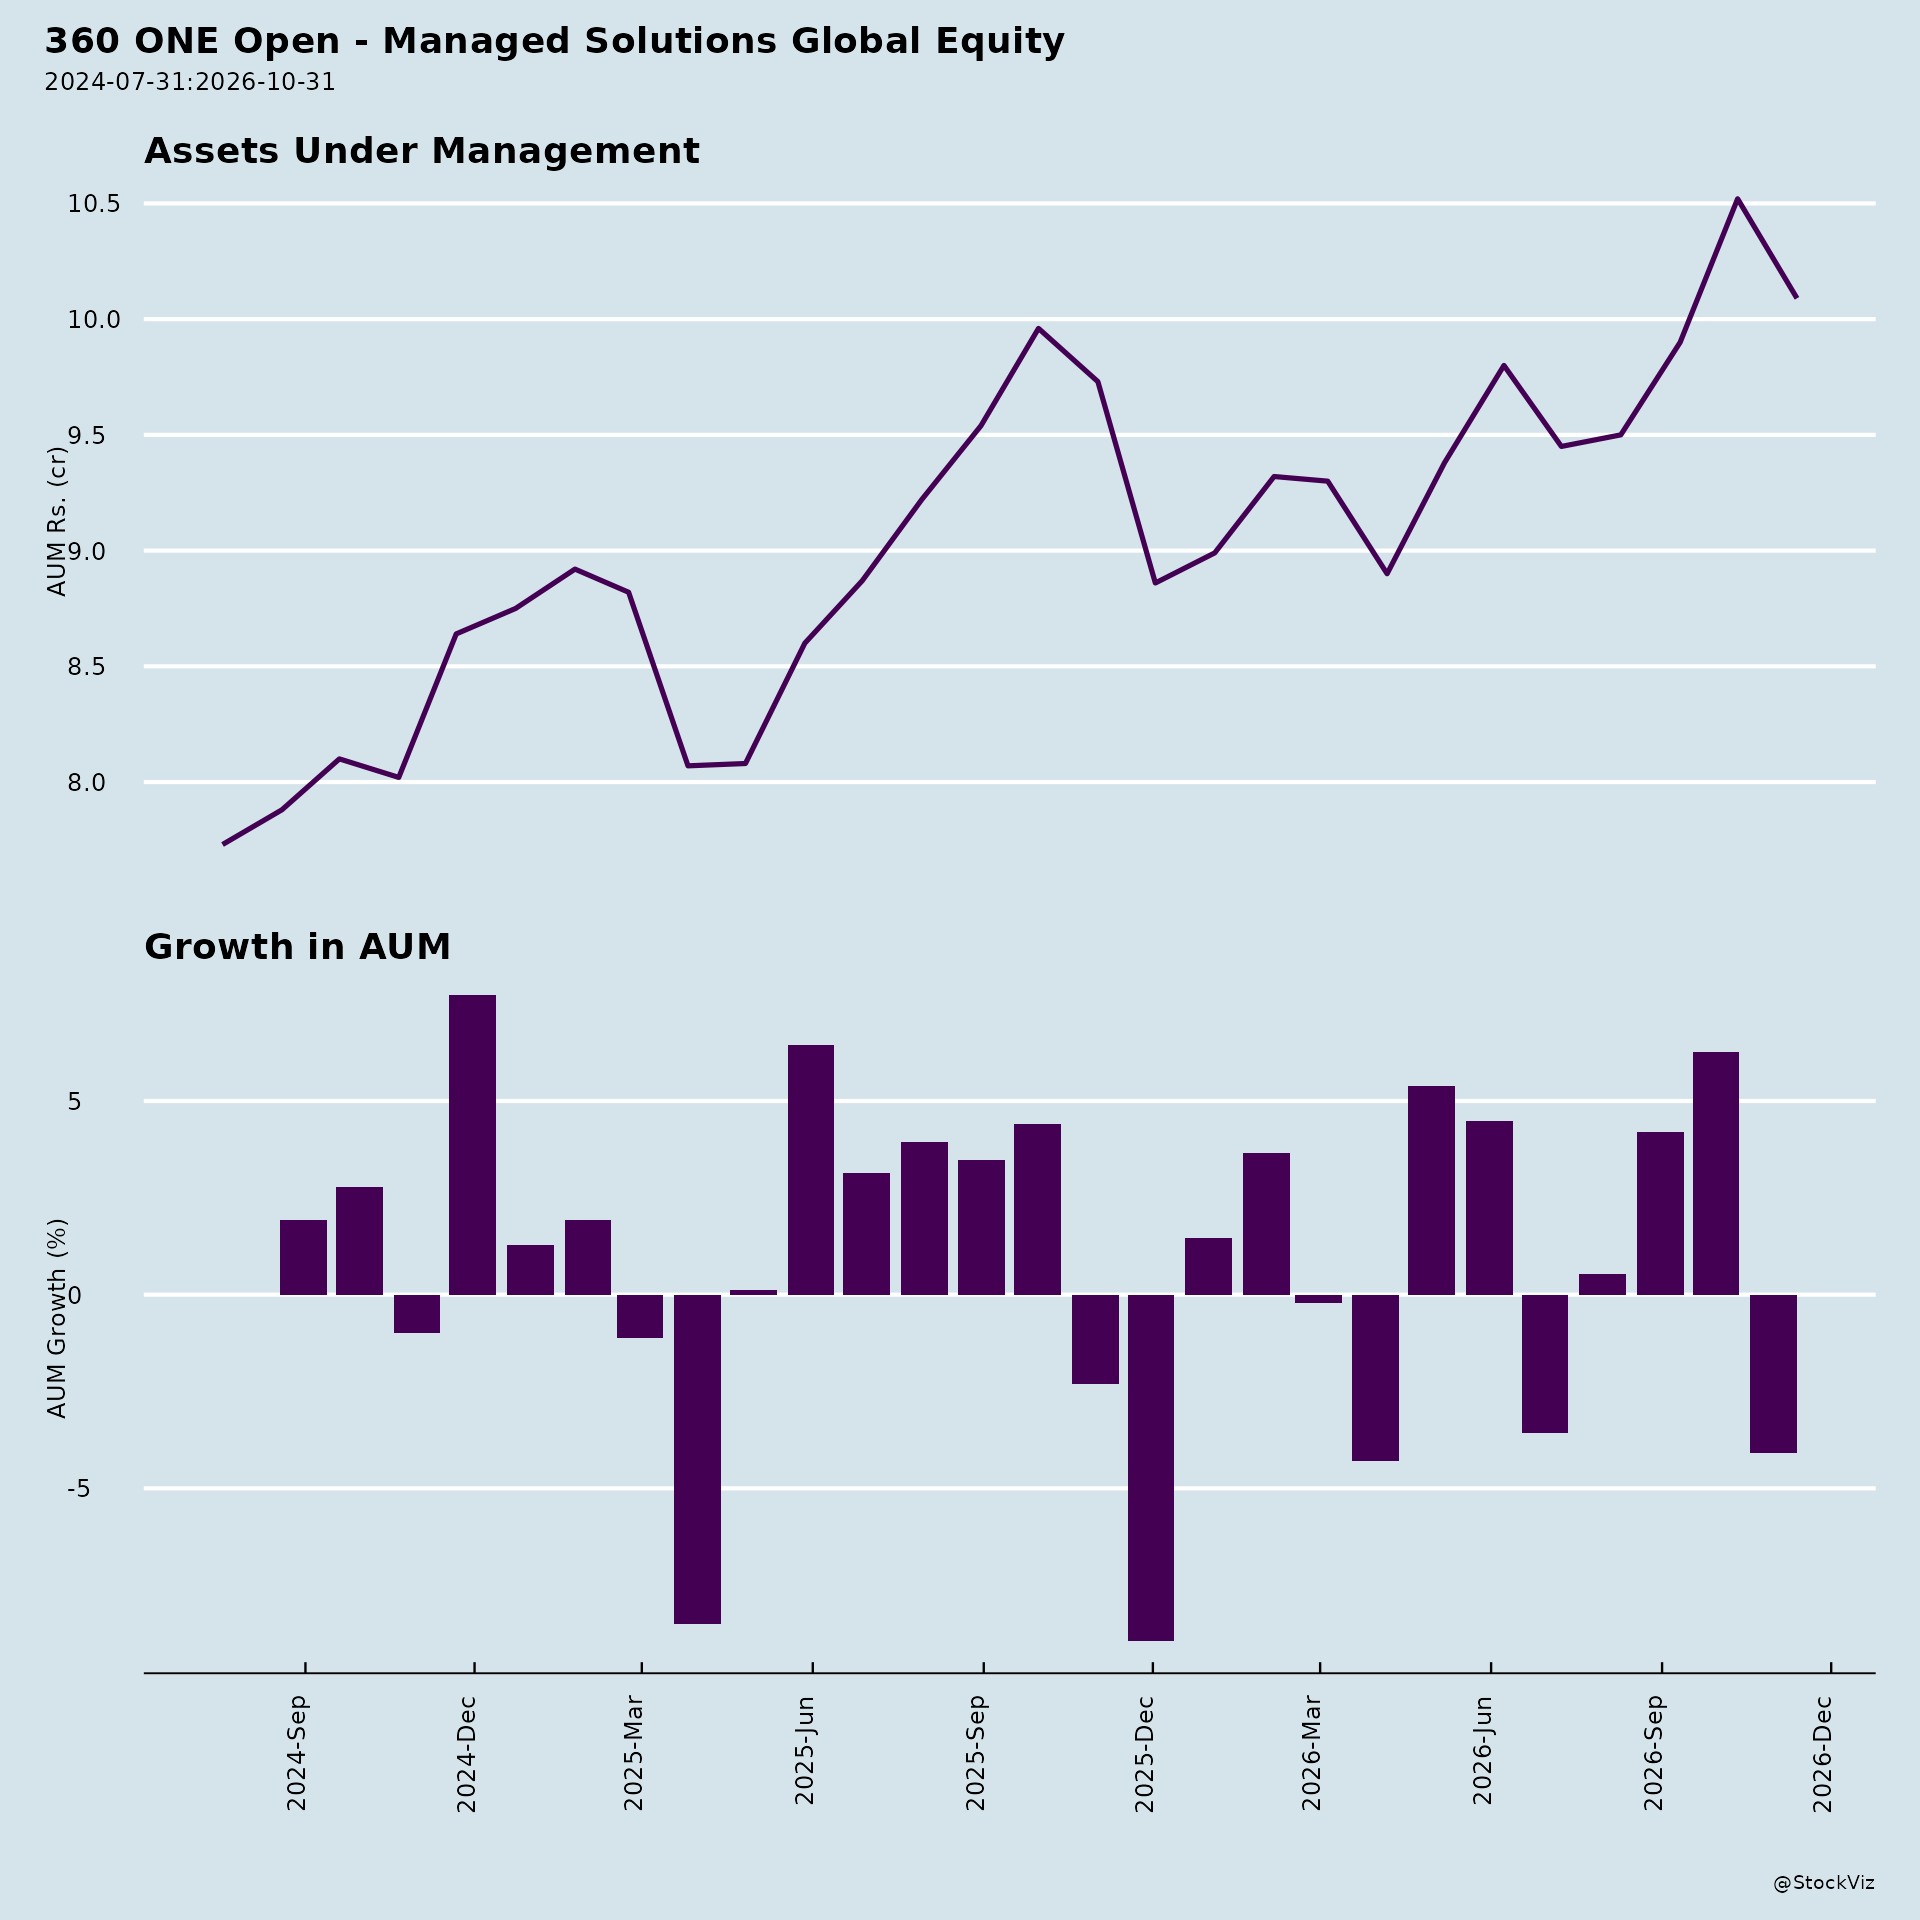 360 ONE Open - Managed Solutions Global Equity
2024-07-31:2026-10-31
Assets Under Management
AUM Rs. (cr)
10.5
10.0
9.5
9.0
8.5
8.0
Growth in AUM
AUM Growth (%)
5
0
-5
2024-Sep
2024-Dec
2025-Mar
2025-Jun
2025-Sep
2025-Dec
2026-Mar
2026-Jun
2026-Sep
2026-Dec
@StockViz